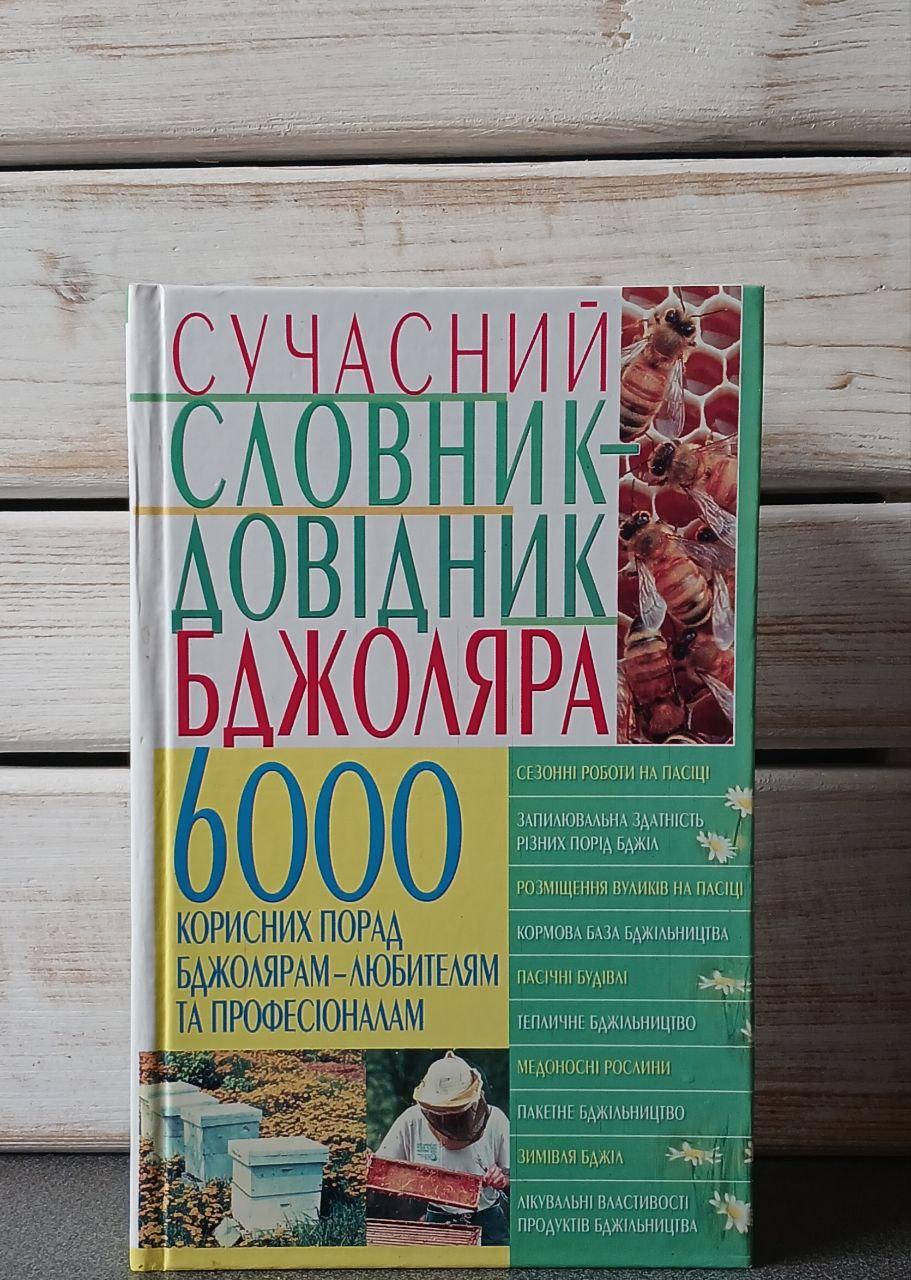 СУЧАСНИЙ
СЛОВНИК-
ДОВІДНИК
БДЖОЛЯРА
6000
КОРИСНИХ ПОРАД
БДЖОЛЯРАМ–ЛЮБИТЕЛЯМ
ТА ПРОФЕСІОНАЛАМ
СЕЗОННІ РОБОТИ НА ПАСІЦІ
ЗАПИЛЮВАЛЬНА ЗДАТНІСТЬ
РІЗНИХ ПОРІД БДЖІЛ
РОЗМІЩЕННЯ ВУЛИКІВ НА ПАСІЦІ
КОРМОВА БАЗА БДЖІЛЬНИЦТВА
ПАСІЧНІ БУДІВЛІ
ТЕПЛИЧНЕ БДЖІЛЬНИЦТВО
МЕДОНОСНІ РОСЛИНИ
ПАКЕТНЕ БДЖІЛЬНИЦТВО
ЗИМІВЛЯ БДЖІЛ
ЛІКУВАЛЬНІ ВЛАСТИВОСТІ
ПРОДУКТІВ БДЖІЛЬНИЦТВА